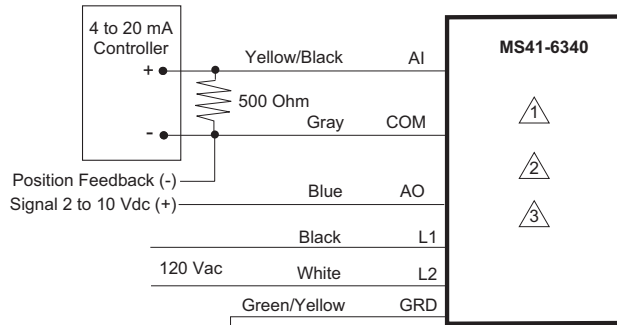 4 to 20 mA
Controller
+
-
500 Ohm
Yellow/Black AI
Gray COM
Position Feedback (-)
Signal 2 to 10 Vdc (+)
Blue AO
Black L1
120 Vac
White L2
Green/Yellow GRD
MS41-6340
1
2
3